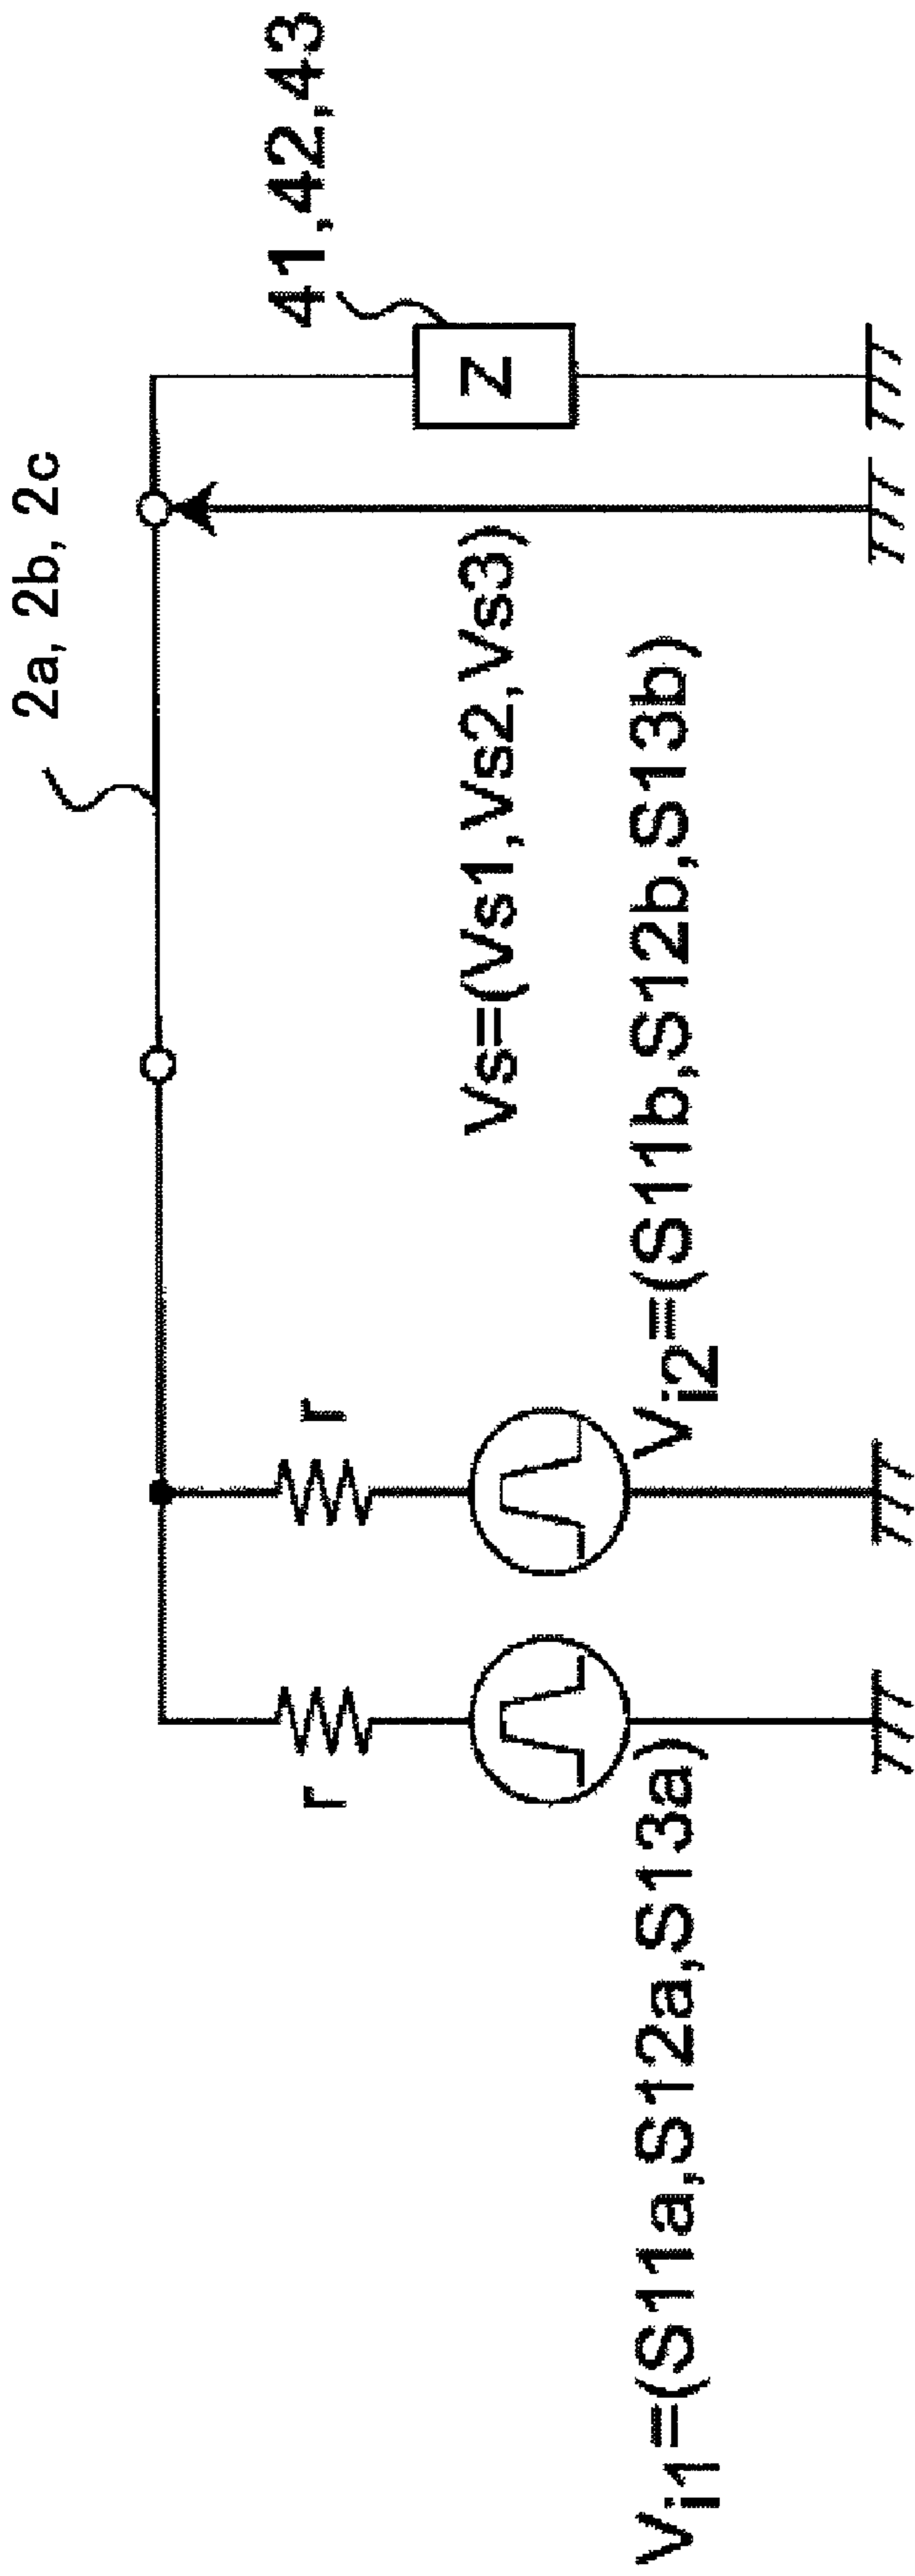 2a, 2b, 2c
41,42,43
r
r
Z
Vs=(Vs1,Vs2,Vs3)
Vi1=(S11a,S12a,S13a)
Vi2=(S11b,S12b,S13b)